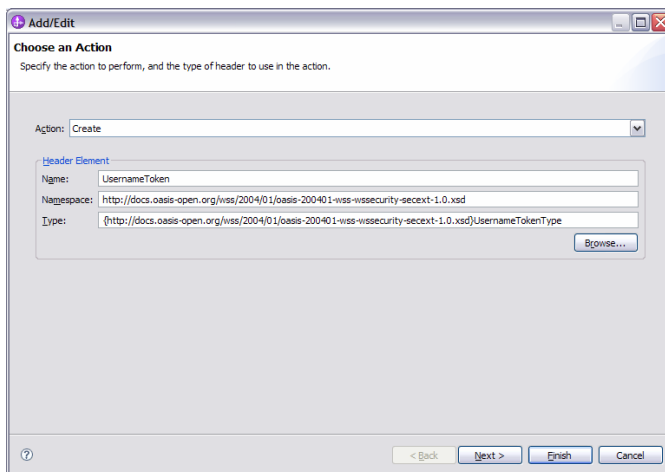 Add/Edit
Choose an Action
Specify the action to perform, and the type of header to use in the action.
Action: Create
Header Element
Name: UsernameToken
Namespace: http://docs.oasis-open.org/wss/2004/01/oasis-200401-wss-wssecurity-secext-1.0.xsd
Type: {http://docs.oasis-open.org/wss/2004/01/oasis-200401-wss-wssecurity-secext-1.0.xsd}UsernameTokenType
Browse...
? < Back Next > Finish Cancel